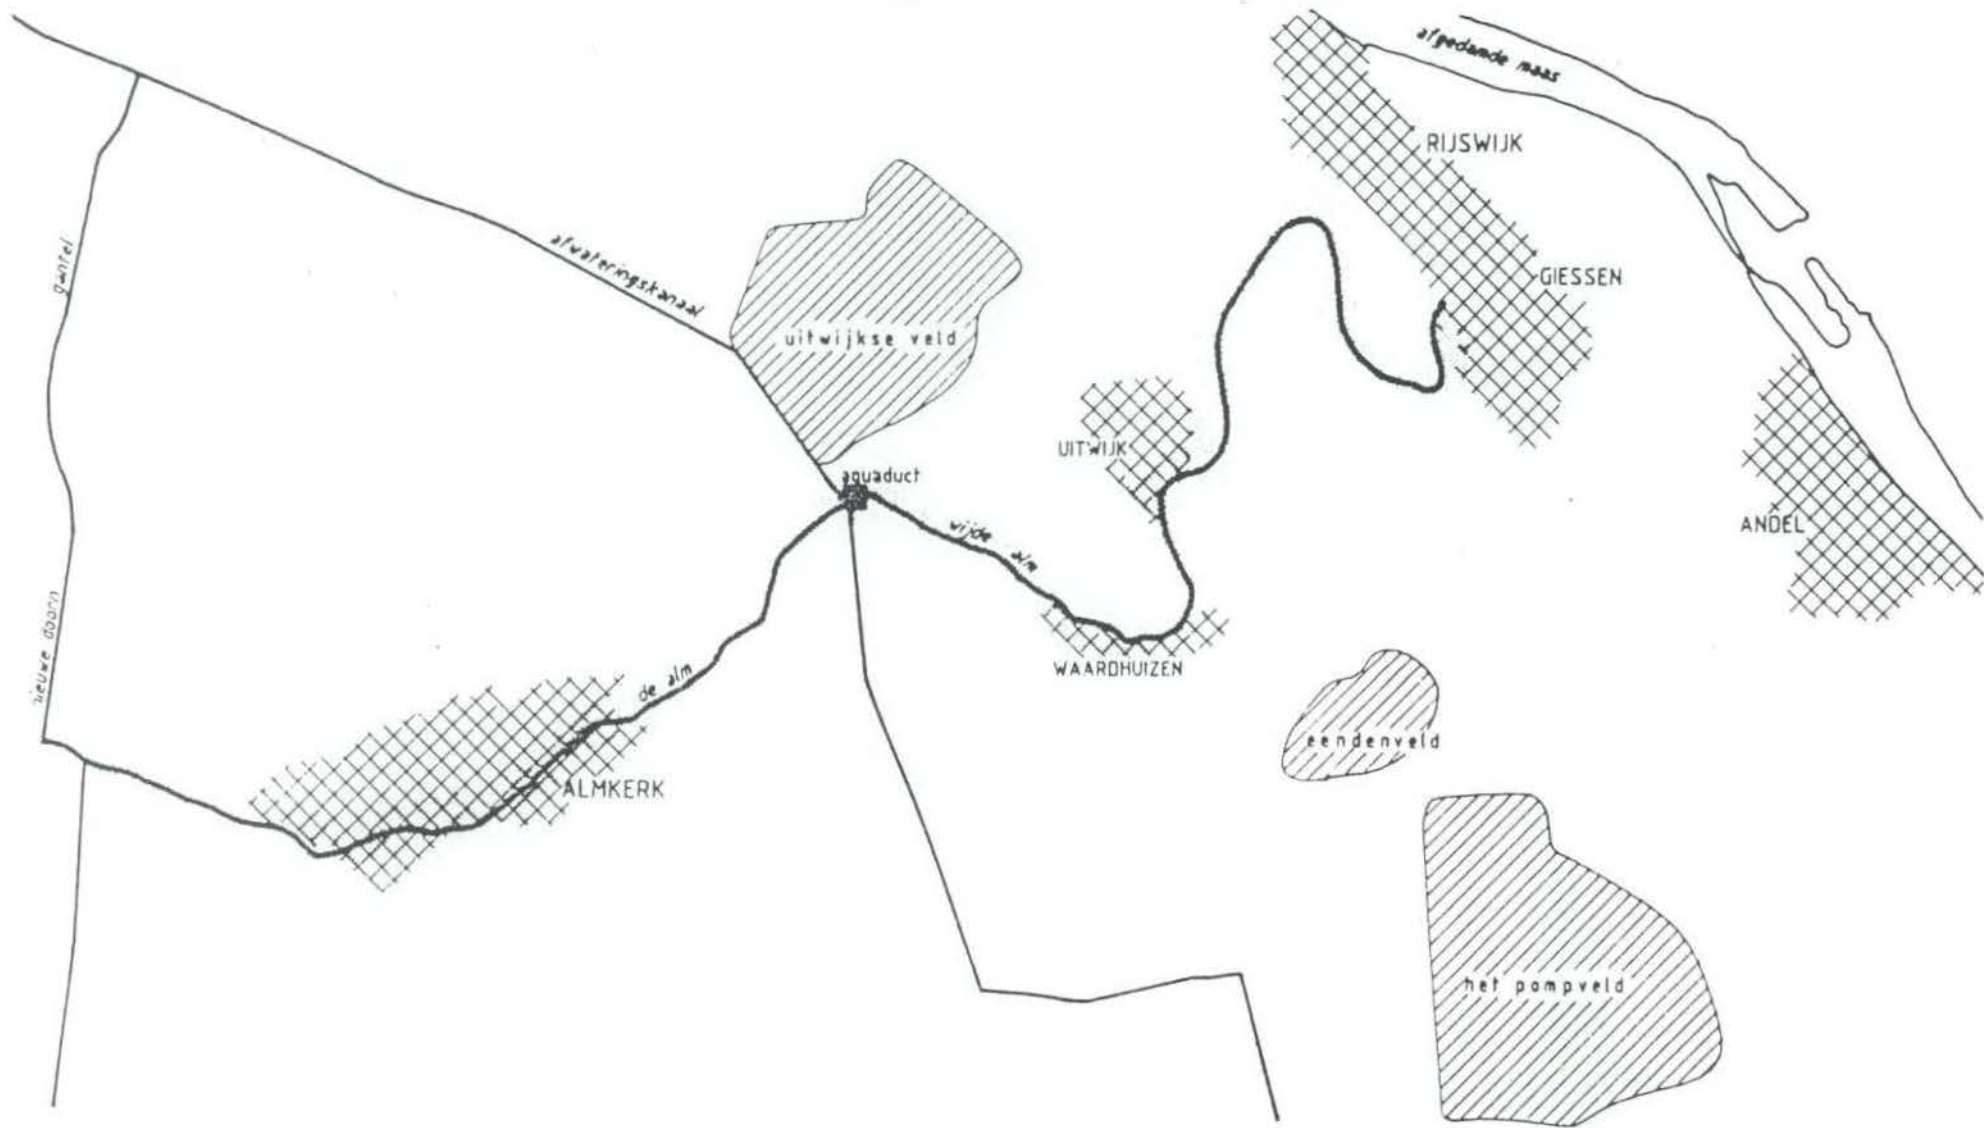 afgedamde maas
RIJSWIJK
gantel
afwateringskanaal
GIESSEN
uitwijkse veld
UITWIJK
aquaduct
wijde alm
ANDEL
nieuwe doorn
WAARDHUIZEN
de alm
eendenveld
ALMKERK
het pompveld